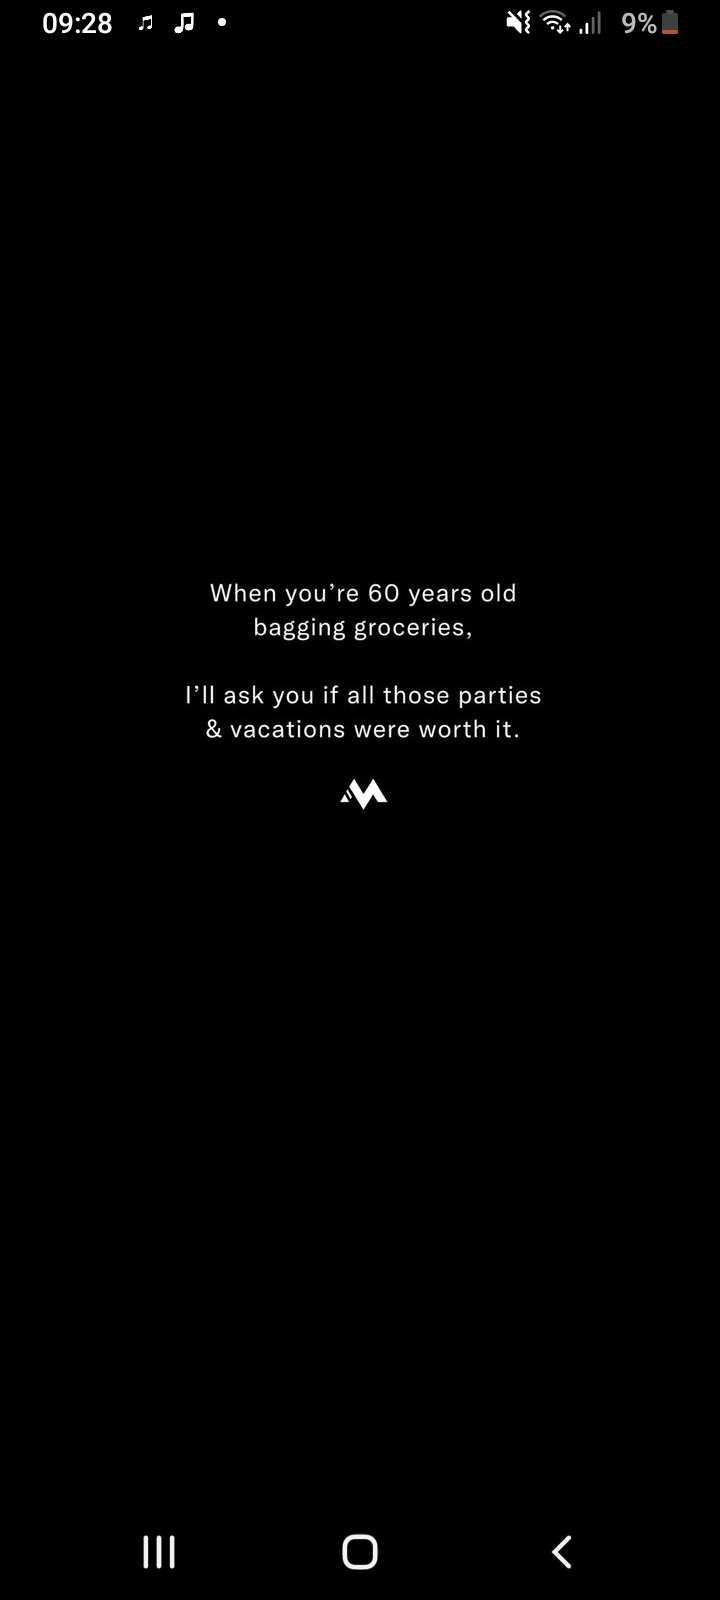 09:28
9%
When you’re 60 years old
bagging groceries,
I’ll ask you if all those parties
& vacations were worth it.